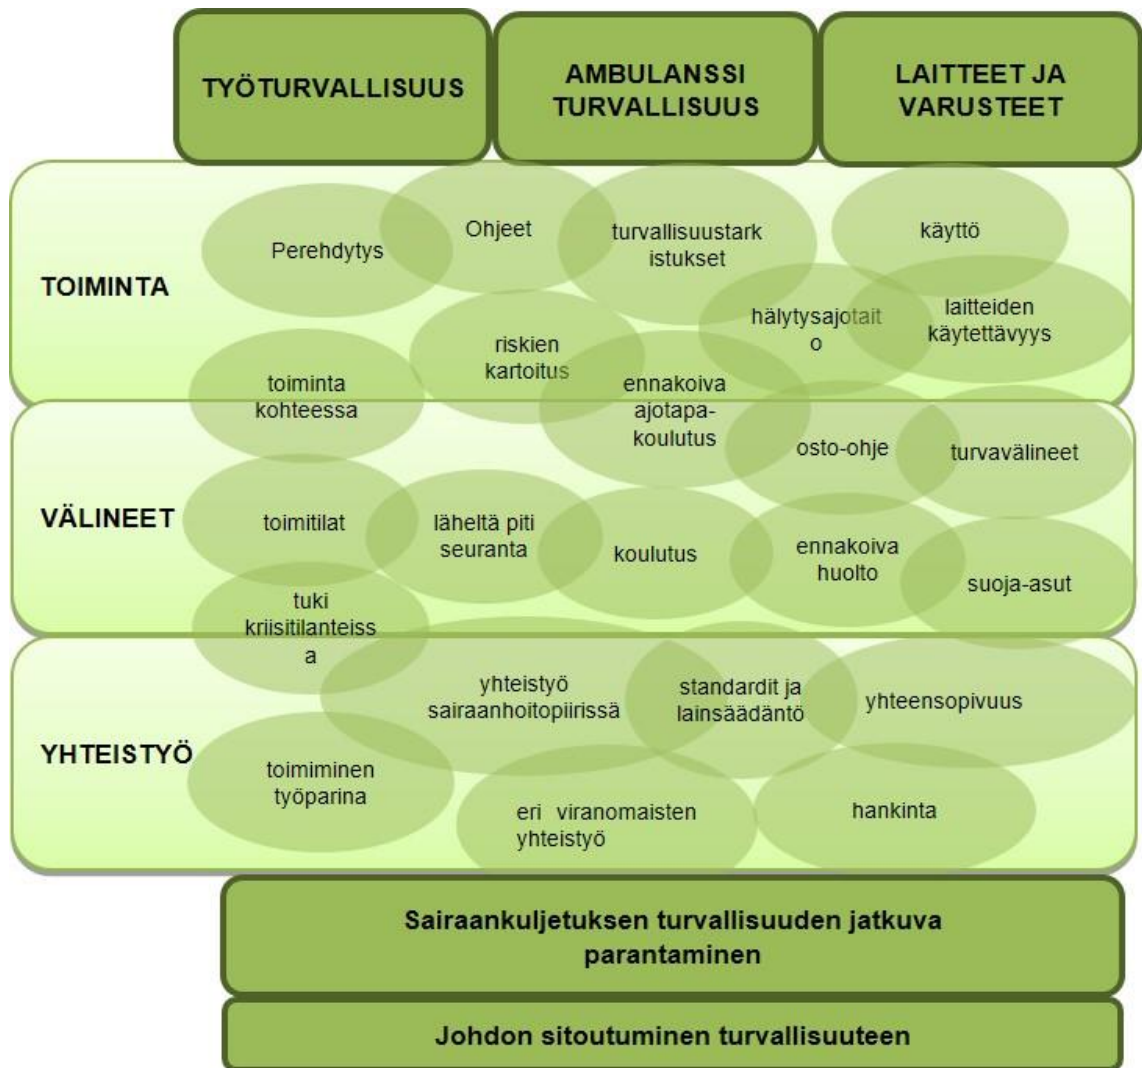 TYÖTURVALLISUUS
AMBULANSSI
TURVALLISUUS
LAITTEET JA
VARUSTEET
TOIMINTA
Perehdytys
Ohjeet
turvallisuustark
istukset
käyttö
riskien
kartoitus
hälytysajotait
o
laitteiden
käytettävyys
toiminta
kohteessa
ennakoiva
ajotapa-
koulutus
VÄLINEET
osto-ohje
turvavälineet
toimitilat
läheltä piti
seuranta
koulutus
ennakoiva
huolto
suoja-asut
tuki
kriisitilanteiss
a
YHTEISTYÖ
yhteistyö
sairaanhoitopiirissä
standardit ja
lainsäädäntö
yhteensopivuus
toimiminen
työparina
eri viranomaisten
yhteistyö
hankinta
Sairaankuljetuksen turvallisuuden jatkuva
parantaminen
Johdon sitoutuminen turvallisuuteen